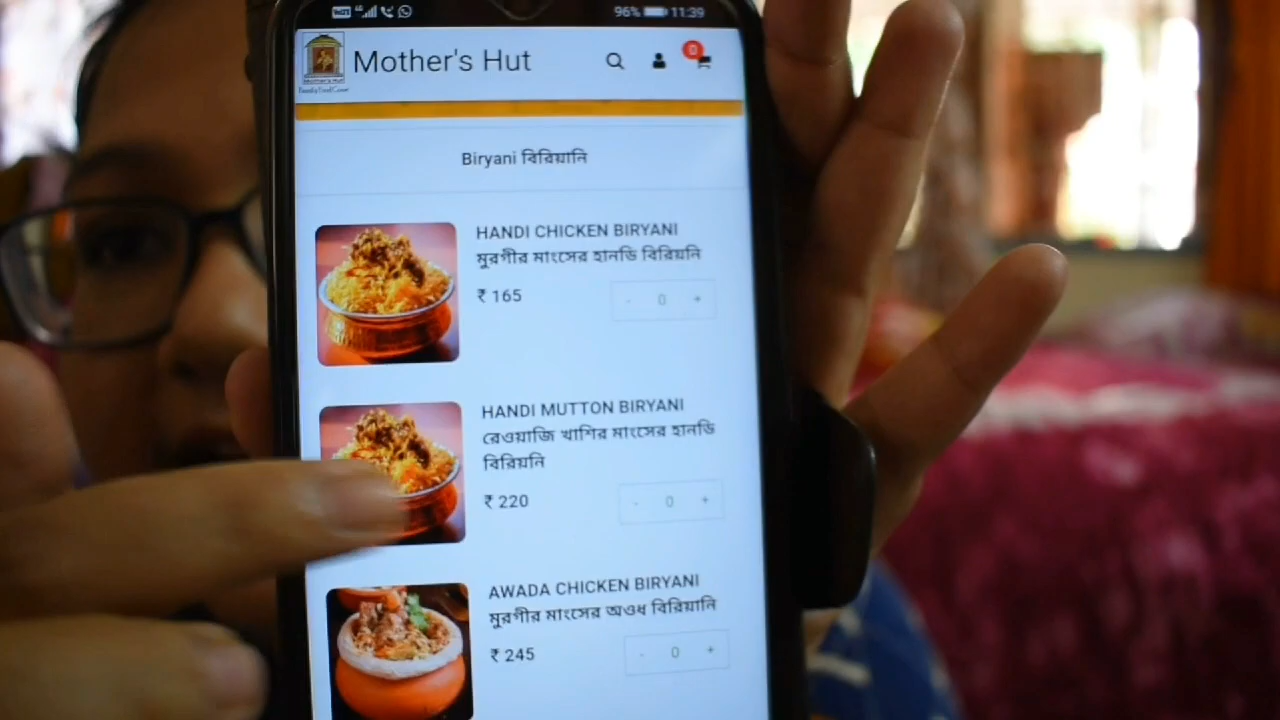 96% 11:39
Mother's Hut
0
Biryani বিরিয়ানি
HANDI CHICKEN BIRYANI
মুরগীর মাংসের হানডি বিরিয়নি
₹ 165
- 0 +
HANDI MUTTON BIRYANI
রেওয়াজি খাশির মাংসের হানডি
বিরিয়নি
₹ 220
- 0 +
AWADA CHICKEN BIRYANI
মুরগীর মাংসের অওধ বিরিয়ানি
₹ 245
- 0 +